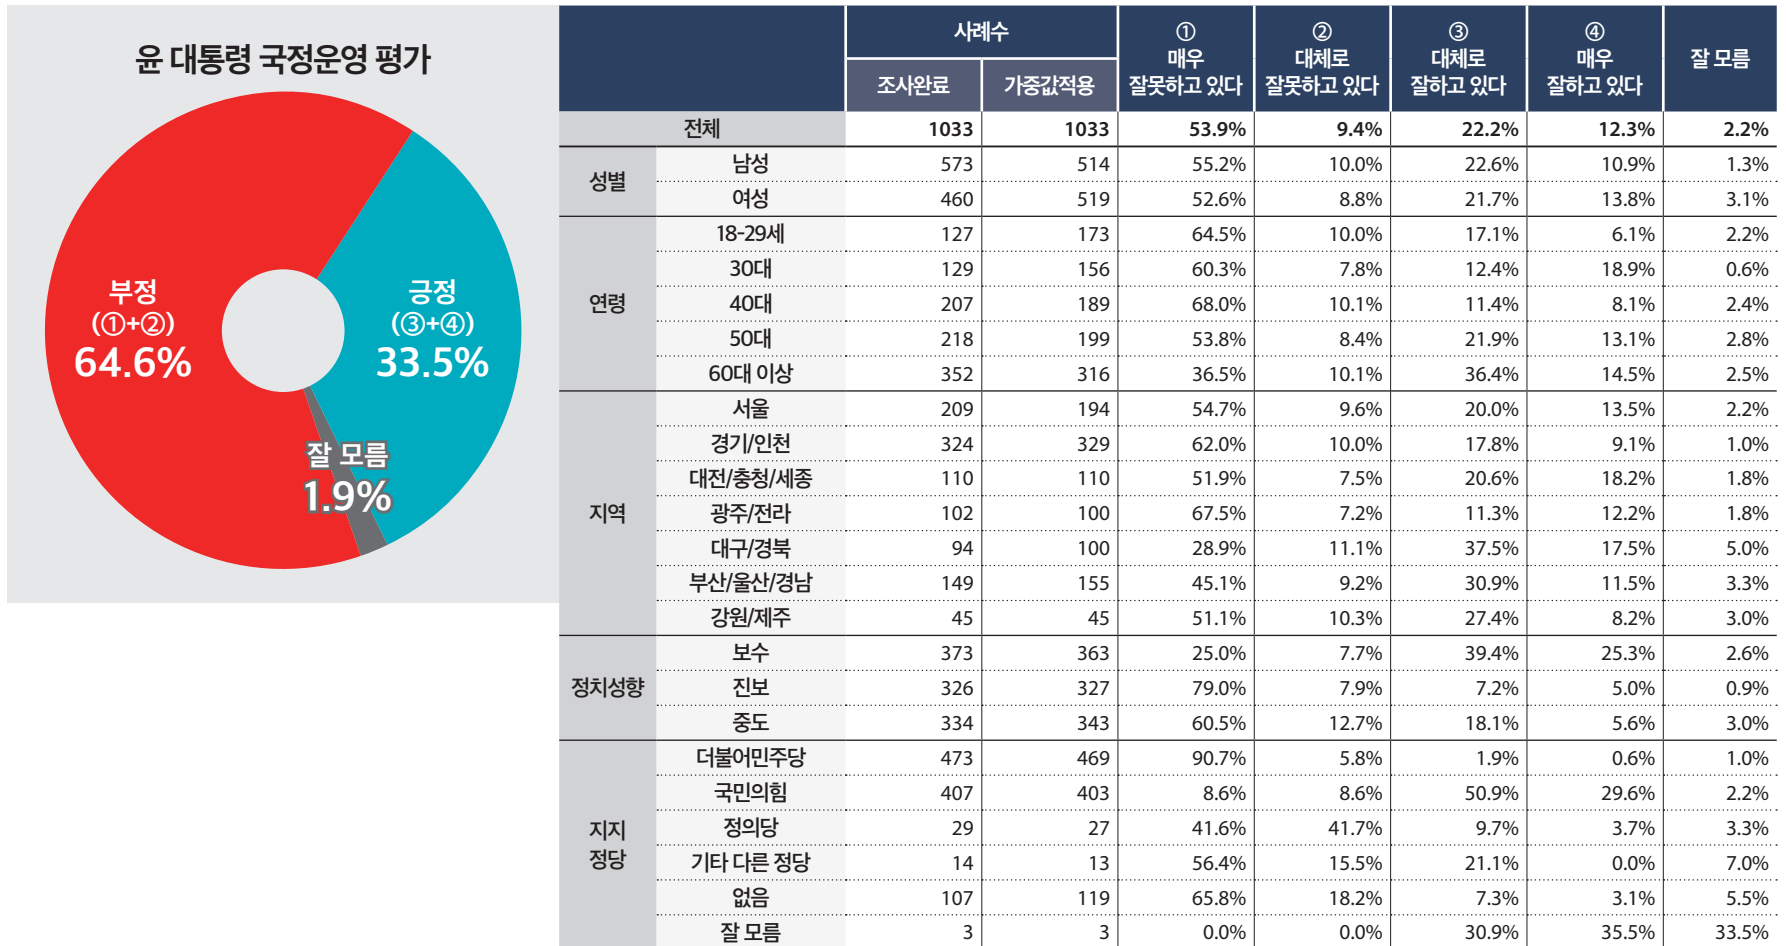 윤 대통령 국정운영 평가
부정
(①+②)
64.6%
긍정
(③+④)
33.5%
잘 모름
1.9%
사례수 ① 매우 잘못하고 있다 ② 대체로 잘못하고 있다 ③ 대체로 잘하고 있다 ④ 매우 잘하고 있다 잘 모름
조사완료 가중값적용
전체 1033 1033 53.9% 9.4% 22.2% 12.3% 2.2%
성별
남성 573 514 55.2% 10.0% 22.6% 10.9% 1.3%
여성 460 519 52.6% 8.8% 21.7% 13.8% 3.1%
연령
18-29세 127 173 64.5% 10.0% 17.1% 6.1% 2.2%
30대 129 156 60.3% 7.8% 12.4% 18.9% 0.6%
40대 207 189 68.0% 10.1% 11.4% 8.1% 2.4%
50대 218 199 53.8% 8.4% 21.9% 13.1% 2.8%
60대 이상 352 316 36.5% 10.1% 36.4% 14.5% 2.5%
지역
서울 209 194 54.7% 9.6% 20.0% 13.5% 2.2%
경기/인천 324 329 62.0% 10.0% 17.8% 9.1% 1.0%
대전/충청/세종 110 110 51.9% 7.5% 20.6% 18.2% 1.8%
광주/전라 102 100 67.5% 7.2% 11.3% 12.2% 1.8%
대구/경북 94 100 28.9% 11.1% 37.5% 17.5% 5.0%
부산/울산/경남 149 155 45.1% 9.2% 30.9% 11.5% 3.3%
강원/제주 45 45 51.1% 10.3% 27.4% 8.2% 3.0%
정치성향
보수 373 363 25.0% 7.7% 39.4% 25.3% 2.6%
진보 326 327 79.0% 7.9% 7.2% 5.0% 0.9%
중도 334 343 60.5% 12.7% 18.1% 5.6% 3.0%
지지
정당
더불어민주당 473 469 90.7% 5.8% 1.9% 0.6% 1.0%
국민의힘 407 403 8.6% 8.6% 50.9% 29.6% 2.2%
정의당 29 27 41.6% 41.7% 9.7% 3.7% 3.3%
기타 다른 정당 14 13 56.4% 15.5% 21.1% 0.0% 7.0%
없음 107 119 65.8% 18.2% 7.3% 3.1% 5.5%
잘 모름 3 3 0.0% 0.0% 30.9% 35.5% 33.5%